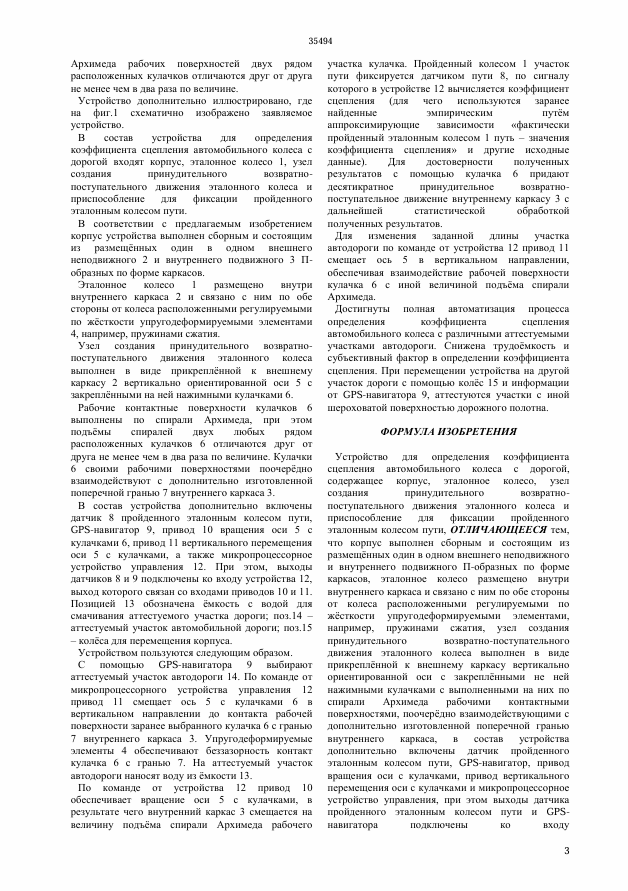 35494
Архимеда рабочих поверхностей двух рядом
расположенных кулачков отличаются друг от друга
не менее чем в два раза по величине.
Устройство дополнительно иллюстрировано, где
на фиг.1 схематично изображено заявляемое
устройство.
В состав устройства для определения
коэффициента сцепления автомобильного колеса с
дорогой входят корпус, эталонное колесо 1, узел
создания принудительного возвратно-
поступательного движения эталонного колеса и
приспособление для фиксации пройденного
эталонным колесом пути.
В соответствии с предлагаемым изобретением
корпус устройства выполнен сборным и состоящим
из размещённых один в одном внешнего
неподвижного 2 и внутреннего подвижного 3 П-
образных по форме каркасов.
Эталонное колесо 1 размещено внутри
внутреннего каркаса 2 и связано с ним по обе
стороны от колеса расположенными регулируемыми
по жёсткости упругодеформируемыми элементами
4, например, пружинами сжатия.
Узел создания принудительного возвратно-
поступательного движения эталонного колеса
выполнен в виде прикреплённой к внешнему
каркасу 2 вертикально ориентированной оси 5 с
закреплёнными на ней нажимными кулачками 6.
Рабочие контактные поверхности кулачков 6
выполнены по спирали Архимеда, при этом
подъёмы спиралей двух любых рядом
расположенных кулачков 6 отличаются друг от
друга не менее чем в два раза по величине. Кулачки
6 своими рабочими поверхностями поочерёдно
взаимодействуют с дополнительно изготовленной
поперечной гранью 7 внутреннего каркаса 3.
В состав устройства дополнительно включены
датчик 8 пройденного эталонным колесом пути,
GPS-навигатор 9, привод 10 вращения оси 5 с
кулачками 6, привод 11 вертикального перемещения
оси 5 с кулачками, а также микропроцессорное
устройство управления 12. При этом, выходы
датчиков 8 и 9 подключены ко входу устройства 12,
выход которого связан со входами приводов 10 и 11.
Позицией 13 обозначена ёмкость с водой для
смачивания аттестуемого участка дороги; поз.14 –
аттестуемый участок автомобильной дороги; поз.15
– колёса для перемещения корпуса.
Устройством пользуются следующим образом.
С помощью GPS-навигатора 9 выбирают
аттестуемый участок автодороги 14. По команде от
микропроцессорного устройства управления 12
привод 11 смещает ось 5 с кулачками 6 в
вертикальном направлении до контакта рабочей
поверхности заранее выбранного кулачка 6 с гранью
7 внутреннего каркаса 3. Упругодеформируемые
элементы 4 обеспечивают беззазорность контакт
кулачка 6 с гранью 7. На аттестуемый участок
автодороги наносят воду из ёмкости 13.
По команде от устройства 12 привод 10
обеспечивает вращение оси 5 с кулачками, в
результате чего внутренний каркас 3 смещается на
величину подъёма спирали Архимеда рабочего
участка кулачка. Пройденный колесом 1 участок
пути фиксируется датчиком пути 8, по сигналу
которого в устройстве 12 вычисляется коэффициент
сцепления (для чего используются заранее
найденные эмпирическим путём
аппроксимирующие зависимости «фактически
пройденный эталонным колесом 1 путь – значения
коэффициента сцепления» и другие исходные
данные). Для достоверности полученных
результатов с помощью кулачка 6 придают
десятикратное принудительное возвратно-
поступательное движение внутреннему каркасу 3 с
дальнейшей статистической обработкой
полученных результатов.
Для изменения заданной длины участка
автодороги по команде от устройства 12 привод 11
смещает ось 5 в вертикальном направлении,
обеспечивая взаимодействие рабочей поверхности
кулачка 6 с иной величиной подъёма спирали
Архимеда.
Достигнуты полная автоматизация процесса
определения коэффициента сцепления
автомобильного колеса с различными аттестуемыми
участками автодороги. Снижена трудоёмкость и
субъективный фактор в определении коэффициента
сцепления. При перемещении устройства на другой
участок дороги с помощью колёс 15 и информации
от GPS-навигатора 9, аттестуются участки с иной
шероховатой поверхностью дорожного полотна.
ФОРМУЛА ИЗОБРЕТЕНИЯ
Устройство для определения коэффициента
сцепления автомобильного колеса с дорогой,
содержащее корпус, эталонное колесо, узел
создания принудительного возвратно-
поступательного движения эталонного колеса и
приспособление для фиксации пройденного
эталонным колесом пути, ОТЛИЧАЮЩЕЕСЯ тем,
что корпус выполнен сборным и состоящим из
размещённых один в одном внешнего неподвижного
и внутреннего подвижного П-образных по форме
каркасов, эталонное колесо размещено внутри
внутреннего каркаса и связано с ним по обе стороны
от колеса расположенными регулируемыми по
жёсткости упругодеформируемыми элементами,
например, пружинами сжатия, узел создания
принудительного возвратно-поступательного
движения эталонного колеса выполнен в виде
прикреплённой к внешнему каркасу вертикально
ориентированной оси с закреплёнными не ней
нажимными кулачками с выполненными на них по
спирали Архимеда рабочими контактными
поверхностями, поочерёдно взаимодействующими с
дополнительно изготовленной поперечной гранью
внутреннего каркаса, в состав устройства
дополнительно включены датчик пройденного
эталонным колесом пути, GPS-навигатор, привод
вращения оси с кулачками, привод вертикального
перемещения оси с кулачками и микропроцессорное
устройство управления, при этом выходы датчика
пройденного эталонным колесом пути и GPS-
навигатора подключены ко входу
3